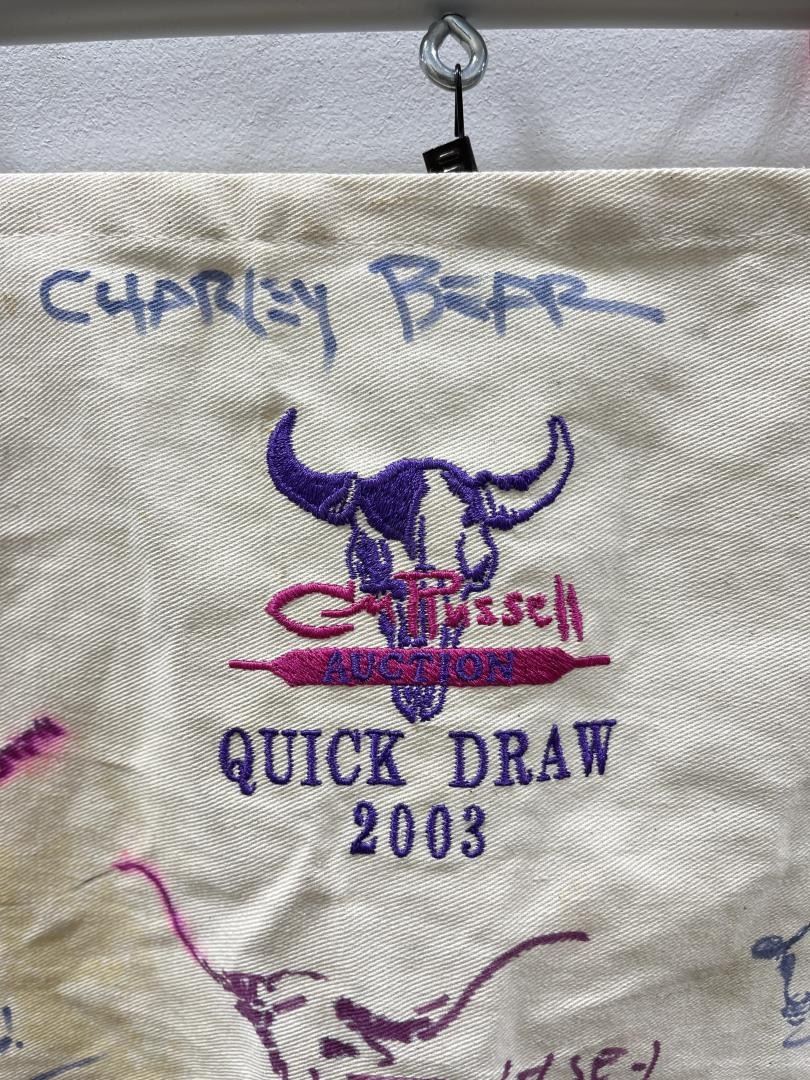 CHARLEY BEAR
CM Russell
AUCTION
QUICK DRAW
2003